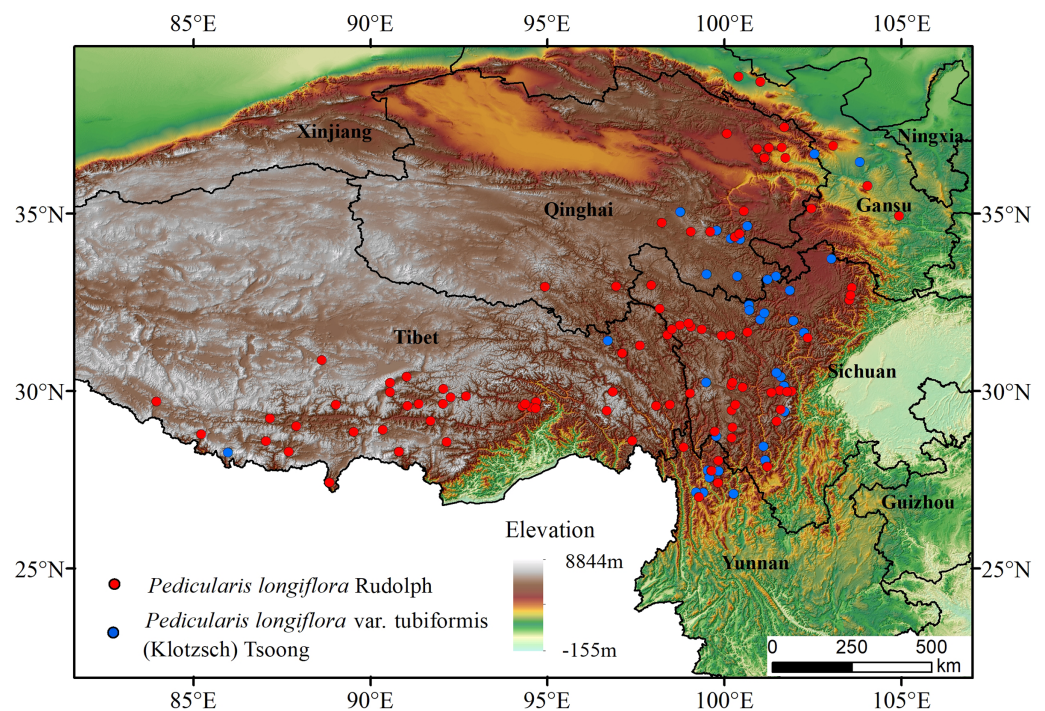 85°E 90°E 95°E 100°E 105°E
Xinjiang
Ningxia
35°N
Qinghai
Gansu
35°N
Tibet
30°N
Sichuan
30°N
Guizhou
Elevation
8844m
-155m
Yunnan
25°N
25°N
Pedicularis longiflora Rudolph
Pedicularis longiflora var. tubiformis
(Klotzsch) Tsoong
0 250 500
km
85°E 90°E 95°E 100°E 105°E